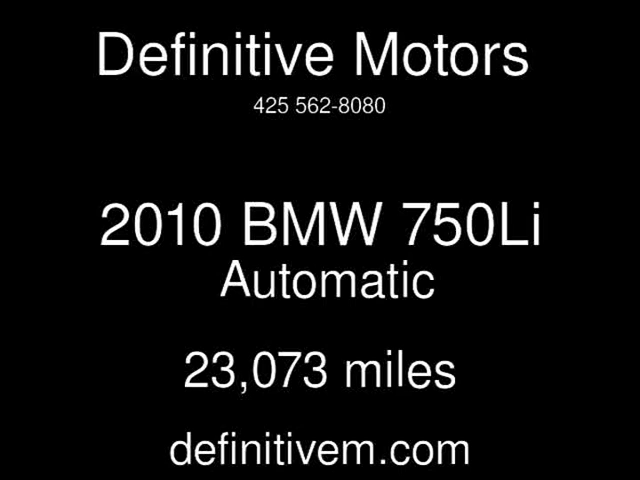 Definitive Motors
425 562-8080
2010 BMW 750Li
Automatic
23,073 miles
definitivem.com